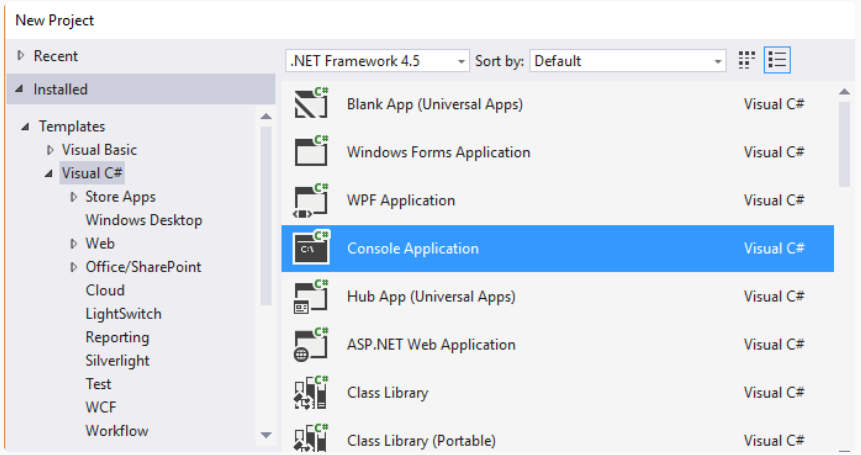 New Project
Recent
.NET Framework 4.5 Sort by: Default
Installed
Templates
Visual Basic
Visual C#
Store Apps
Windows Desktop
Web
Office/SharePoint
Cloud
LightSwitch
Reporting
Silverlight
Test
WCF
Workflow
C# Blank App (Universal Apps) Visual C#
C# Windows Forms Application Visual C#
C# WPF Application Visual C#
C# C:\ Console Application Visual C#
C# Hub App (Universal Apps) Visual C#
C# ASP.NET Web Application Visual C#
C# Class Library Visual C#
C# Class Library (Portable) Visual C#